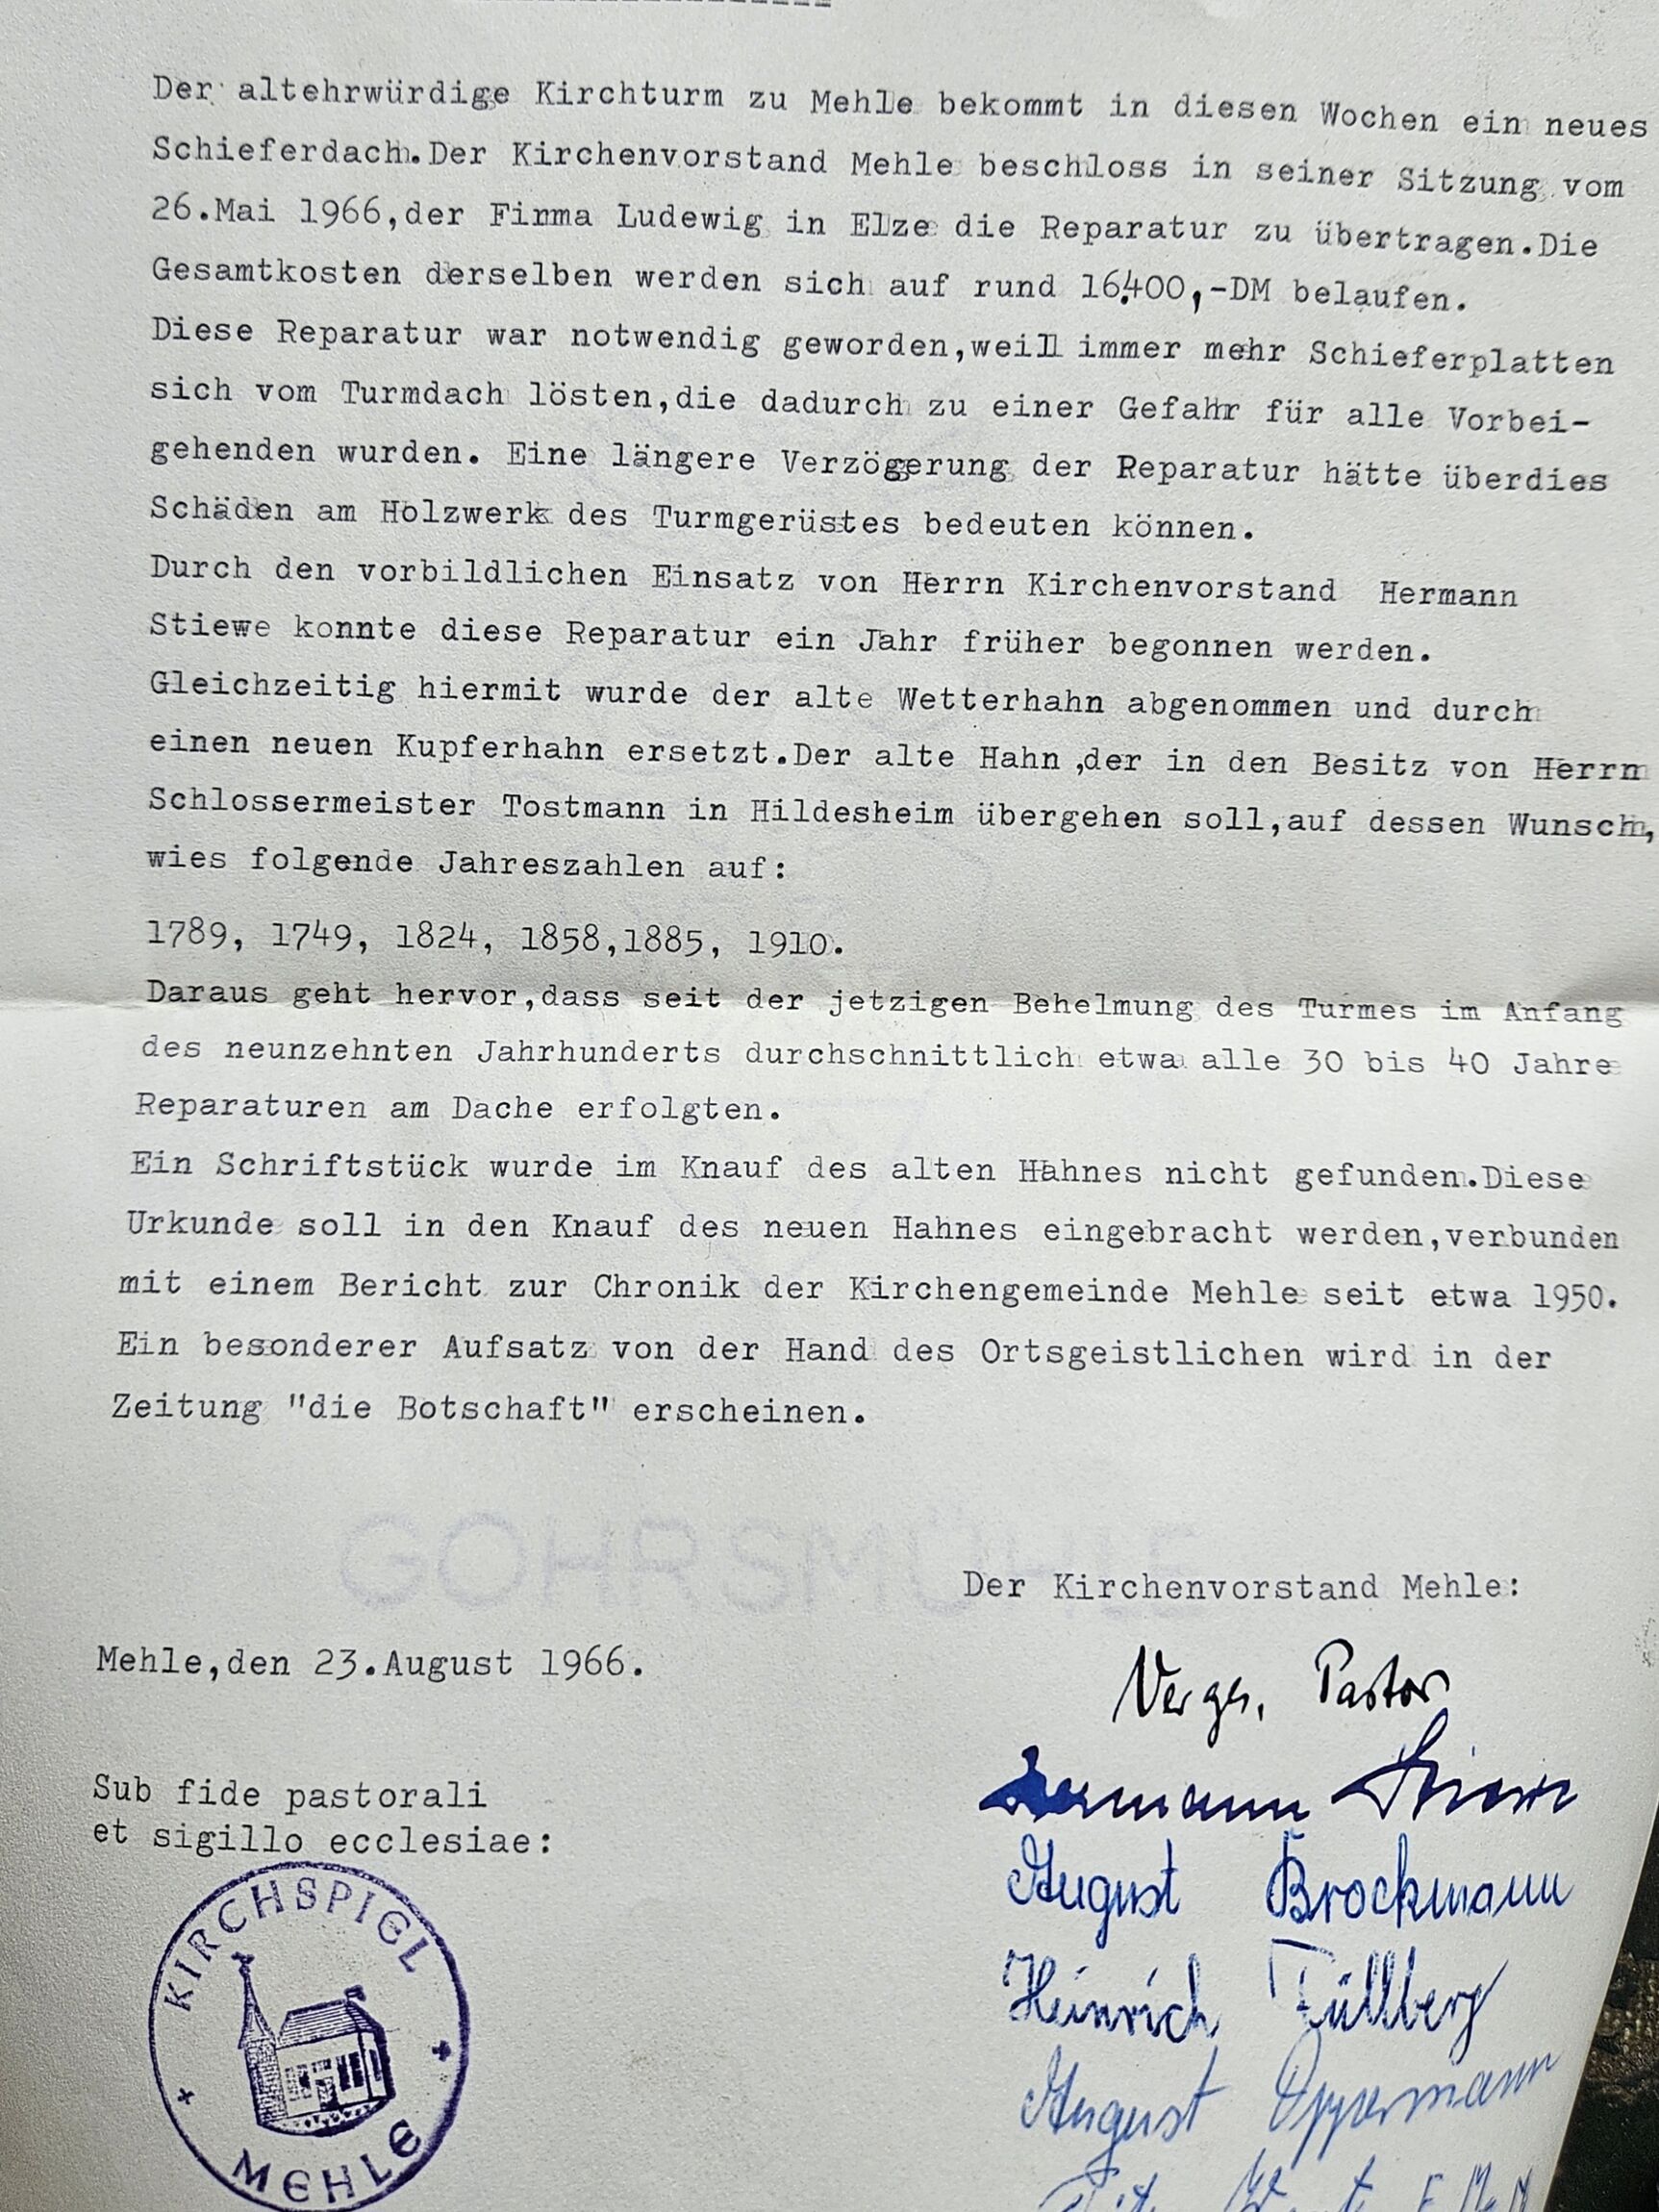 Der altehrwürdige Kirchturm zu Mehle bekommt in diesen Wochen ein neues
Schieferdach.Der Kirchenvorstand Mehle beschloss in seiner Sitzung vom
26.Mai 1966,der Firma Ludewig in Elze die Reparatur zu übertragen.Die
Gesamtkosten derselben werden sich auf rund 16.400,-DM belaufen.
Diese Reparatur war notwendig geworden,weil immer mehr Schieferplatten
sich vom Turmdach lösten,die dadurch zu einer Gefahr für alle Vorbei-
gehenden wurden. Eine längere Verzögerung der Reparatur hätte überdies
Schäden am Holzwerk des Turmgerüstes bedeuten können.
Durch den vorbildlichen Einsatz von Herrn Kirchenvorstand Hermann
Stiewe konnte diese Reparatur ein Jahr früher begonnen werden.
Gleichzeitig hiermit wurde der alte Wetterhahn abgenommen und durch
einen neuen Kupferhahn ersetzt.Der alte Hahn ,der in den Besitz von Herrn
Schlossermeister Tostmann in Hildesheim übergehen soll,auf dessen Wunsch,
wies folgende Jahreszahlen auf:
1789, 1749, 1824, 1858,1885, 1910.
Daraus geht hervor,dass seit der jetzigen Behelmung des Turmes im Anfang
des neunzehnten Jahrhunderts durchschnittlich etwa alle 30 bis 40 Jahre
Reparaturen am Dache erfolgten.
Ein Schriftstück wurde im Knauf des alten Hahnes nicht gefunden.Diese
Urkunde soll in den Knauf des neuen Hahnes eingebracht werden,verbunden
mit einem Bericht zur Chronik der Kirchengemeinde Mehle seit etwa 1950.
Ein besonderer Aufsatz von der Hand des Ortsgeistlichen wird in der
Zeitung "die Botschaft" erscheinen.
GOHRSMÜHLE
Der Kirchenvorstand Mehle:
Mehle,den 23.August 1966.
Pastor
Hermann Stiewe
August Brockmann
Heinrich Füllberg
August Oppermann
Sub fide pastorali
et sigillo ecclesiae:
KIRCHSPIEL
MEHLE